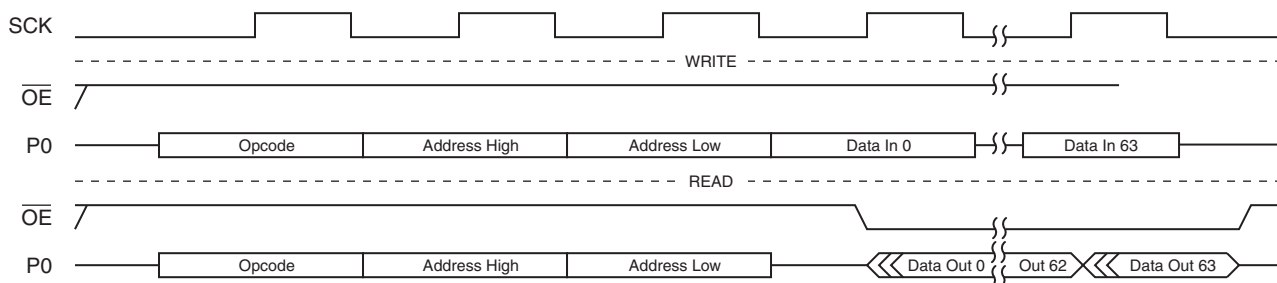 SCK
WRITE
OE
P0 Opcode Address High Address Low Data In 0 Data In 63
READ
OE
P0 Opcode Address High Address Low Data Out 0 Out 62 Data Out 63